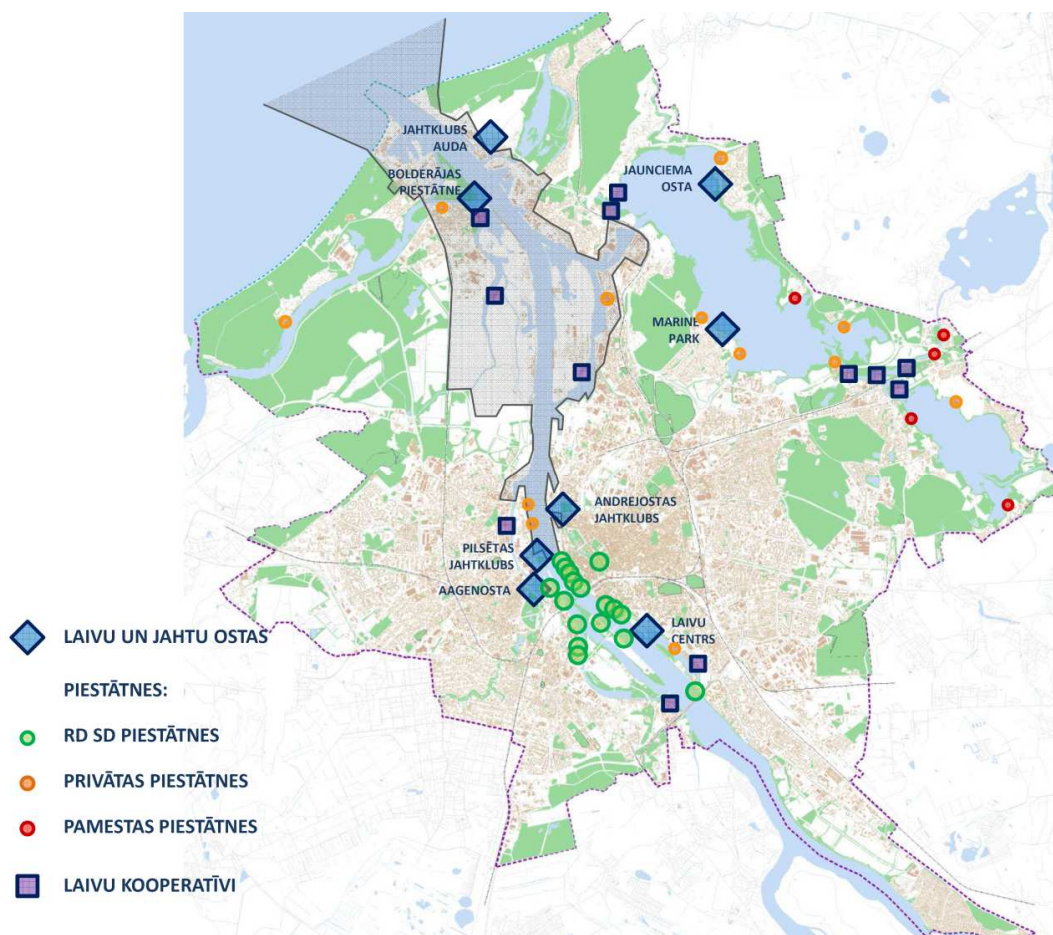 JAHTKLUBS
AUDA
BOLDERĀJAS
PIESTĀTNE
JAUNCIEMA
OSTA
MARINE
PARK
ANDREJOSTAS
JAHTKLUBS
PILSĒTAS
JAHTKLUBS
AAGENOSTA
LAIVU
CENTRS
LAIVU UN JAHTU OSTAS
PIESTĀTNES:
RD SD PIESTĀTNES
PRIVĀTAS PIESTĀTNES
PAMESTAS PIESTĀTNES
LAIVU KOOPERATĪVI